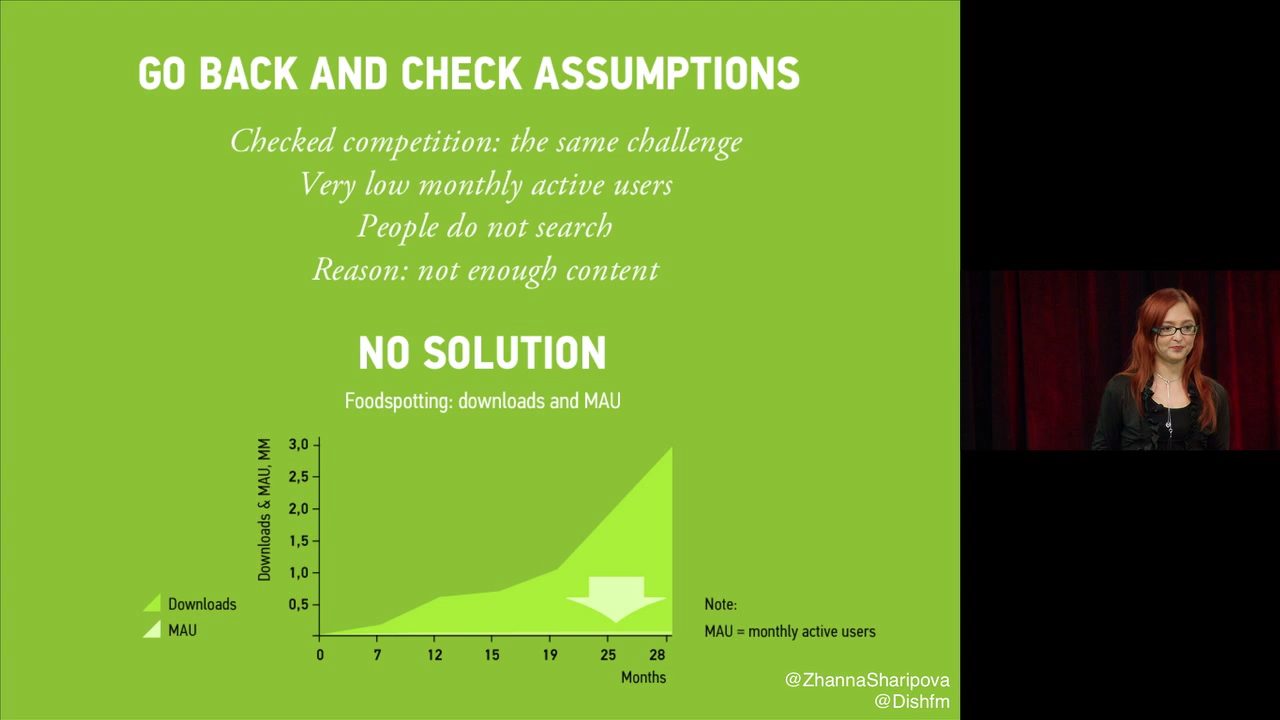 GO BACK AND CHECK ASSUMPTIONS
Checked competition: the same challenge
Very low monthly active users
People do not search
Reason: not enough content
NO SOLUTION
Foodspotting: downloads and MAU
Downloads & MAU, MM
3,0
2,5
2,0
1,5
1,0
0,5
0 7 12 15 19 25 28
Months
Downloads
MAU
Note:
MAU = monthly active users
@ZhannaSharipova
@Dishfm